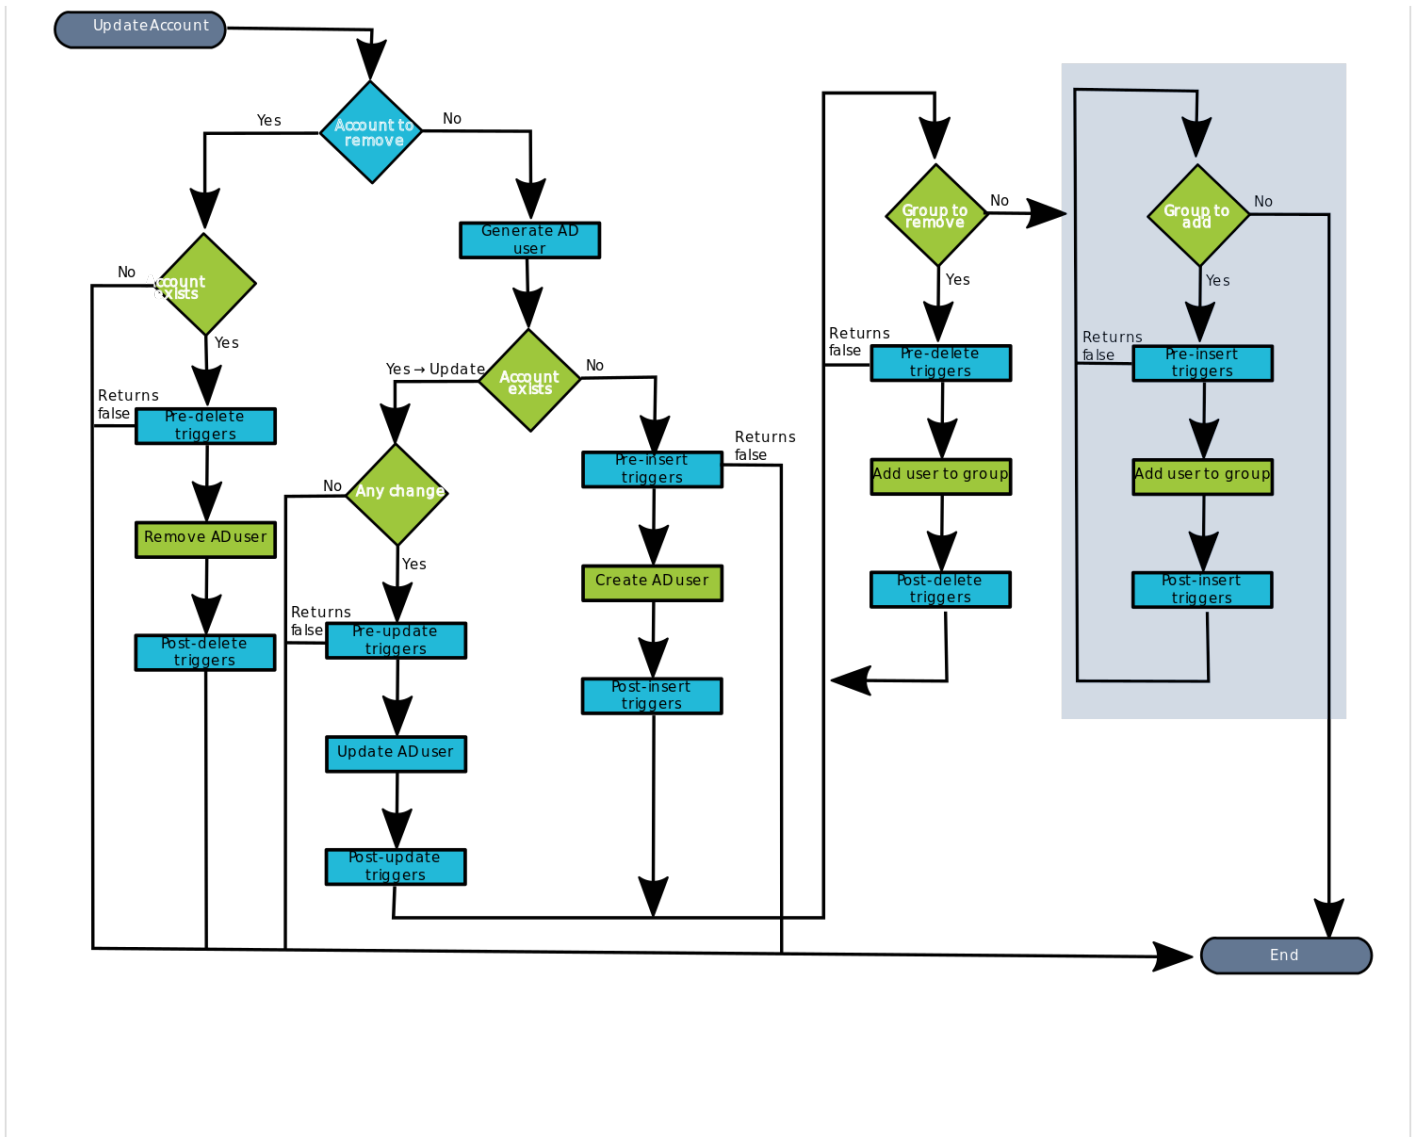 UpdateAccount
Account to
remove
Yes
No
Generate AD
user
Account
exists
No
Yes
Returns
false
Pre-delete
triggers
Remove AD user
Post-delete
triggers
Account
exists
Yes→Update
No
Any change
No
Yes
Returns
false
Pre-update
triggers
Update AD user
Post-update
triggers
Returns
false
Pre-insert
triggers
Create AD user
Post-insert
triggers
Group to
remove
No
Yes
Returns
false
Pre-delete
triggers
Add user to group
Post-delete
triggers
Group to
add
No
Yes
Returns
false
Pre-insert
triggers
Add user to group
Post-insert
triggers
End